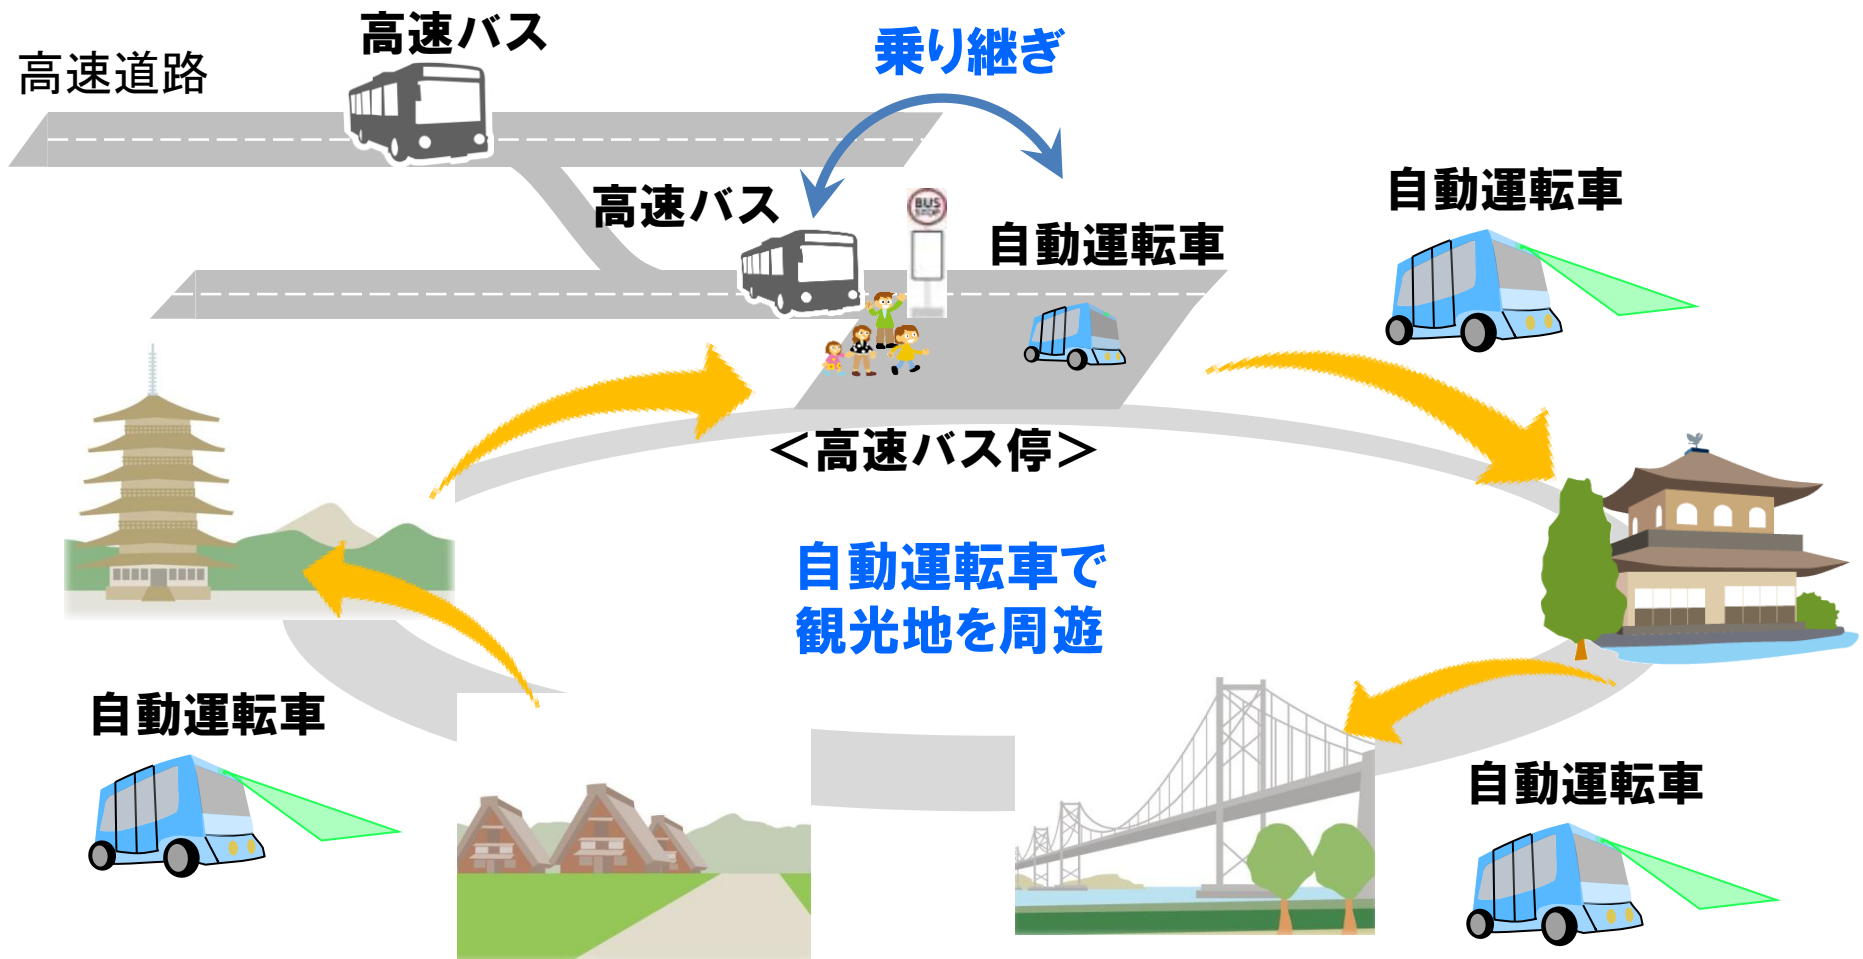 高速バス
高速道路
乗り継ぎ
高速バス
BUS
自動運転車
自動運転車
＜高速バス停＞
自動運転車で
観光地を周遊
自動運転車
自動運転車